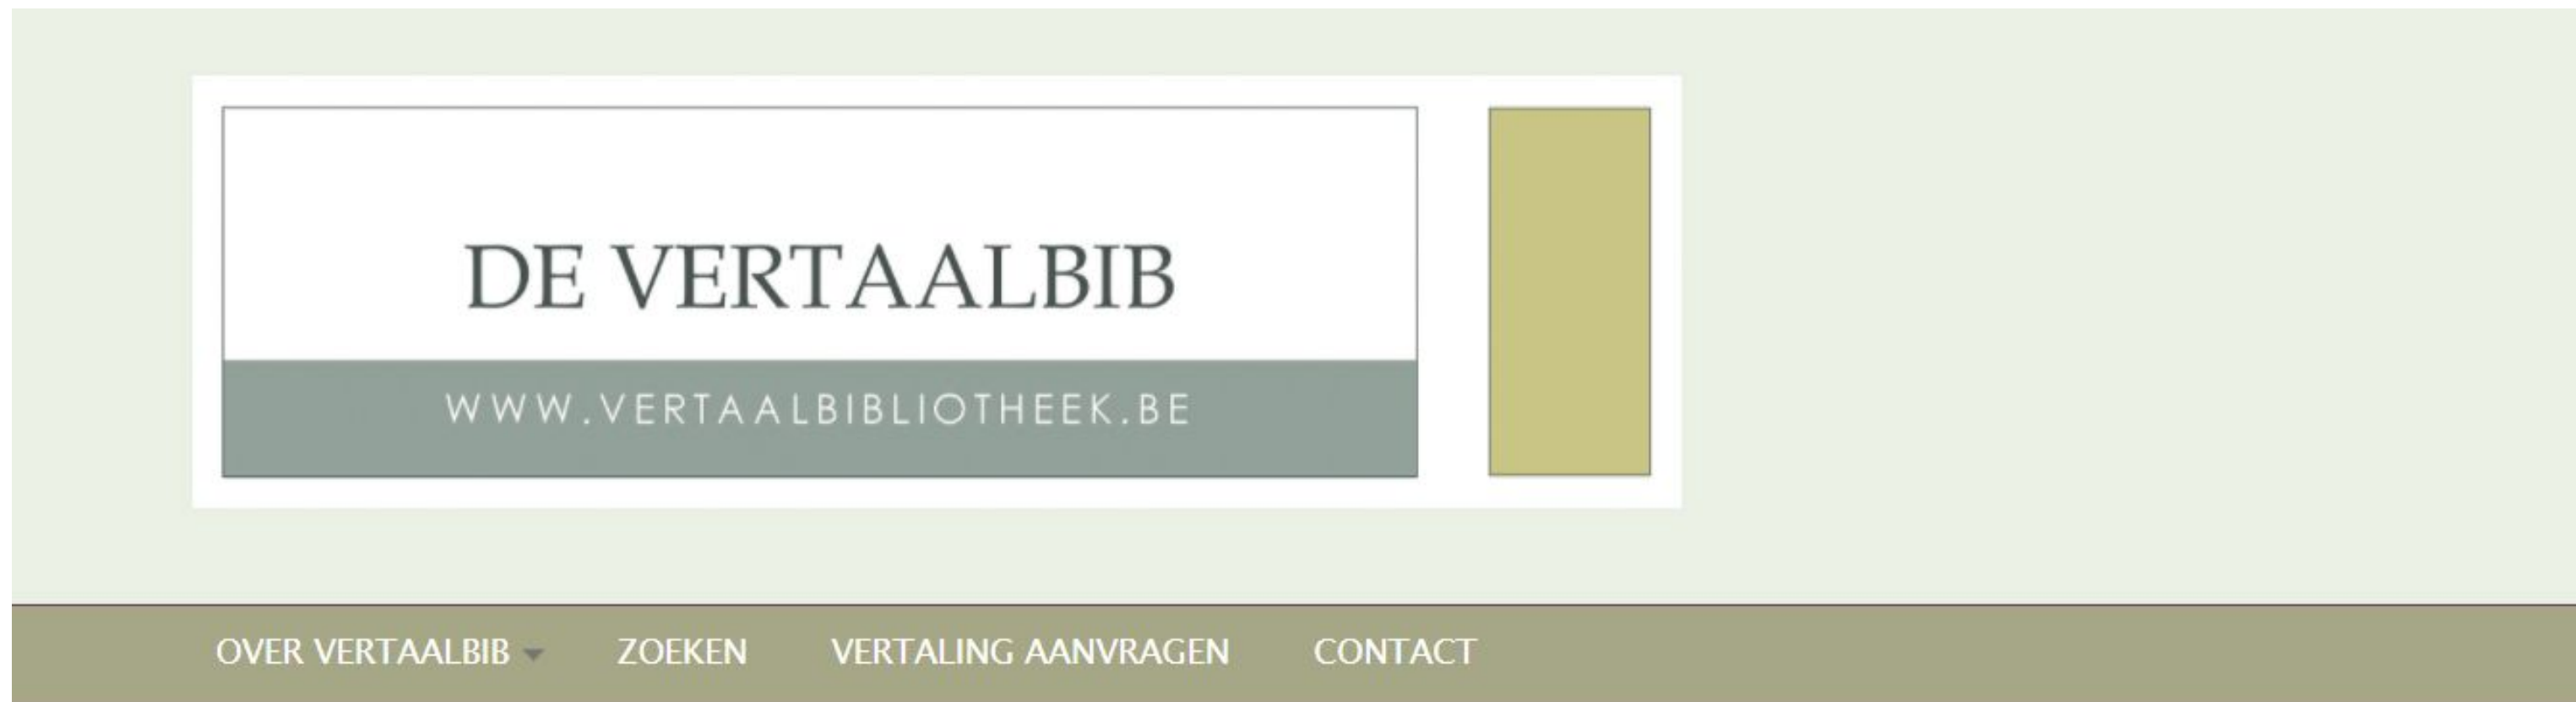 DE VERTAALBIB
WWW.VERTAALBIBLIOTHEEK.BE
OVER VERTAALBIB ZOEKEN VERTALING AANVRAGEN CONTACT